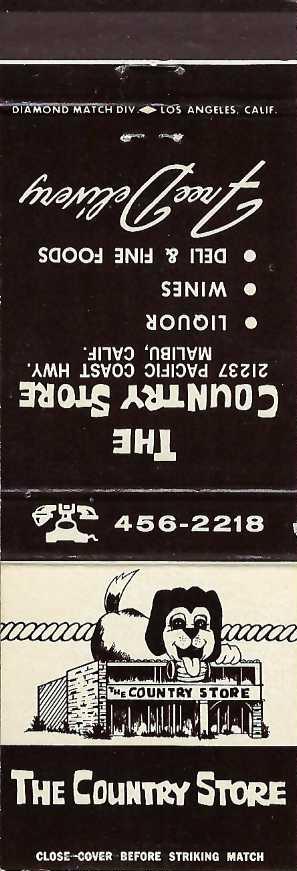 DIAMOND MATCH DIV. LOS ANGELES, CALIF.
THE
COUNTRY STORE
21237 PACIFIC COAST HWY.
MALIBU, CALIF.
• LIQUOR
• WINES
• DELI & FINE FOODS
Free Delivery
456-2218
THE COUNTRY STORE
THE COUNTRY STORE
CLOSE COVER BEFORE STRIKING MATCH